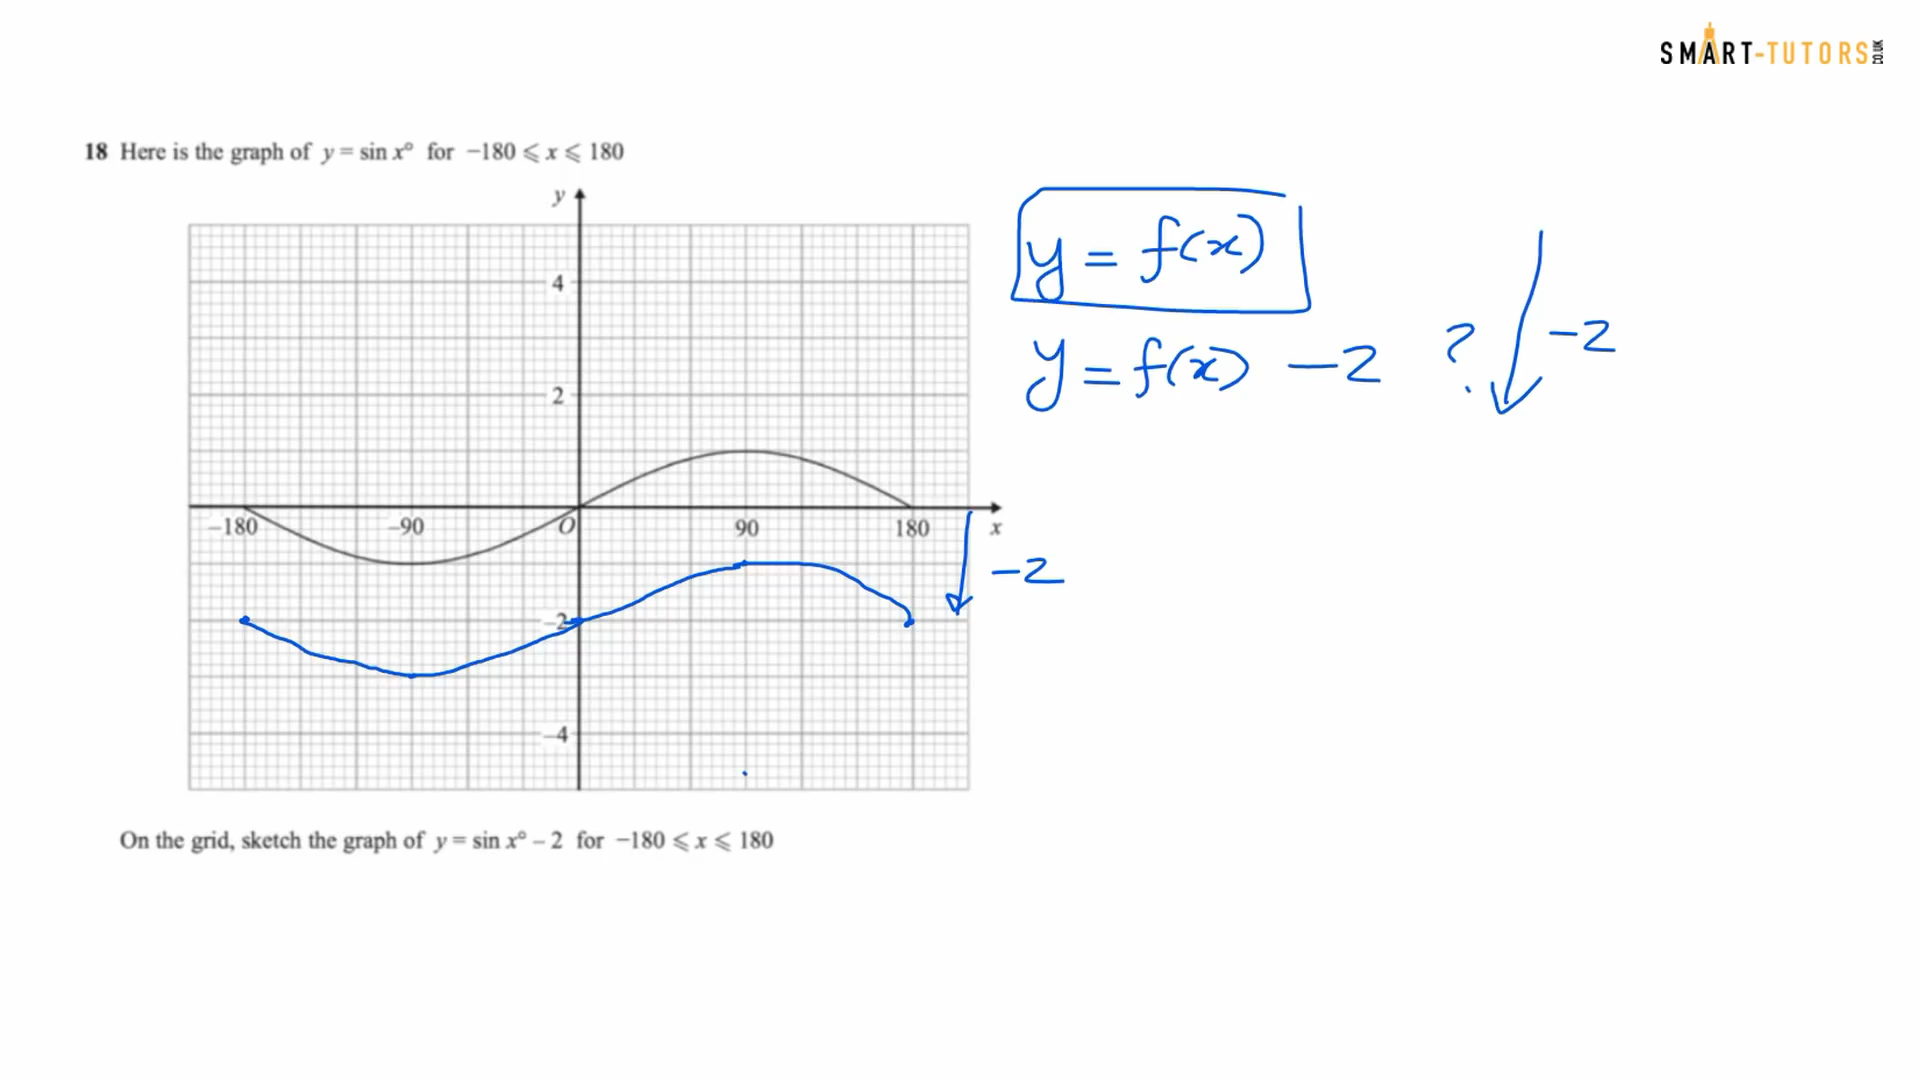 SMART-TUTORS.CO.UK
18 Here is the graph of y = sin x° for −180 ⩽ x ⩽ 180
y
4
2
−180 −90 O 90 180 x
−2
−4
y = f(x)
y = f(x) −2 ? −2
−2
On the grid, sketch the graph of y = sin x° – 2 for −180 ⩽ x ⩽ 180